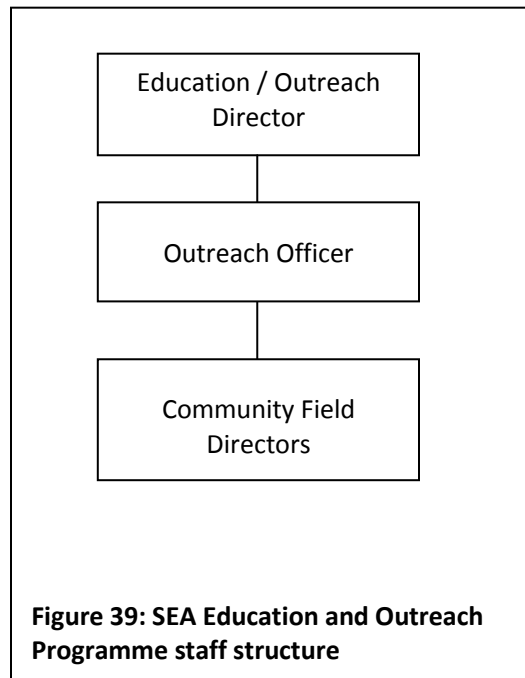 Education / Outreach
Director
Outreach Officer
Community Field
Directors
Figure 39: SEA Education and Outreach
Programme staff structure